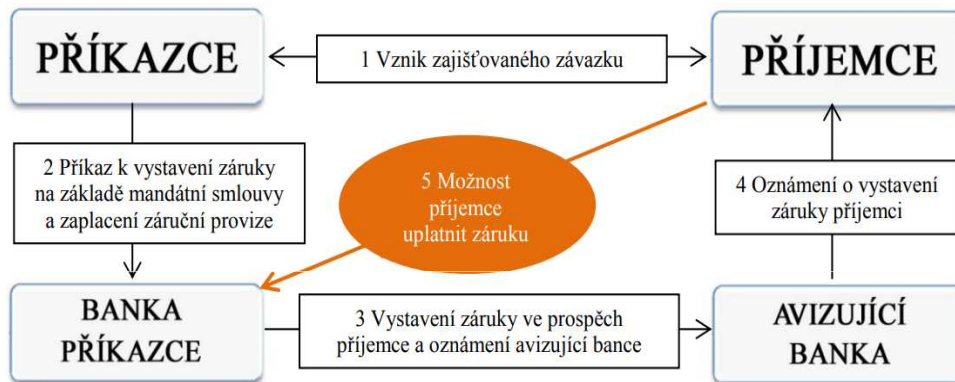 PŘÍKAZCE
1 Vznik zajišťovaného závazku
PŘÍJEMCE
2 Příkaz k vystavení záruky
na základě mandátní smlouvy
a zaplacení záruční provize
5 Možnost
příjemce
uplatnit záruku
4 Oznámení o vystavení
záruky příjemci
BANKA
PŘÍKAZCE
3 Vystavení záruky ve prospěch
příjemce a oznámení avizující bance
AVIZUJÍCÍ
BANKA